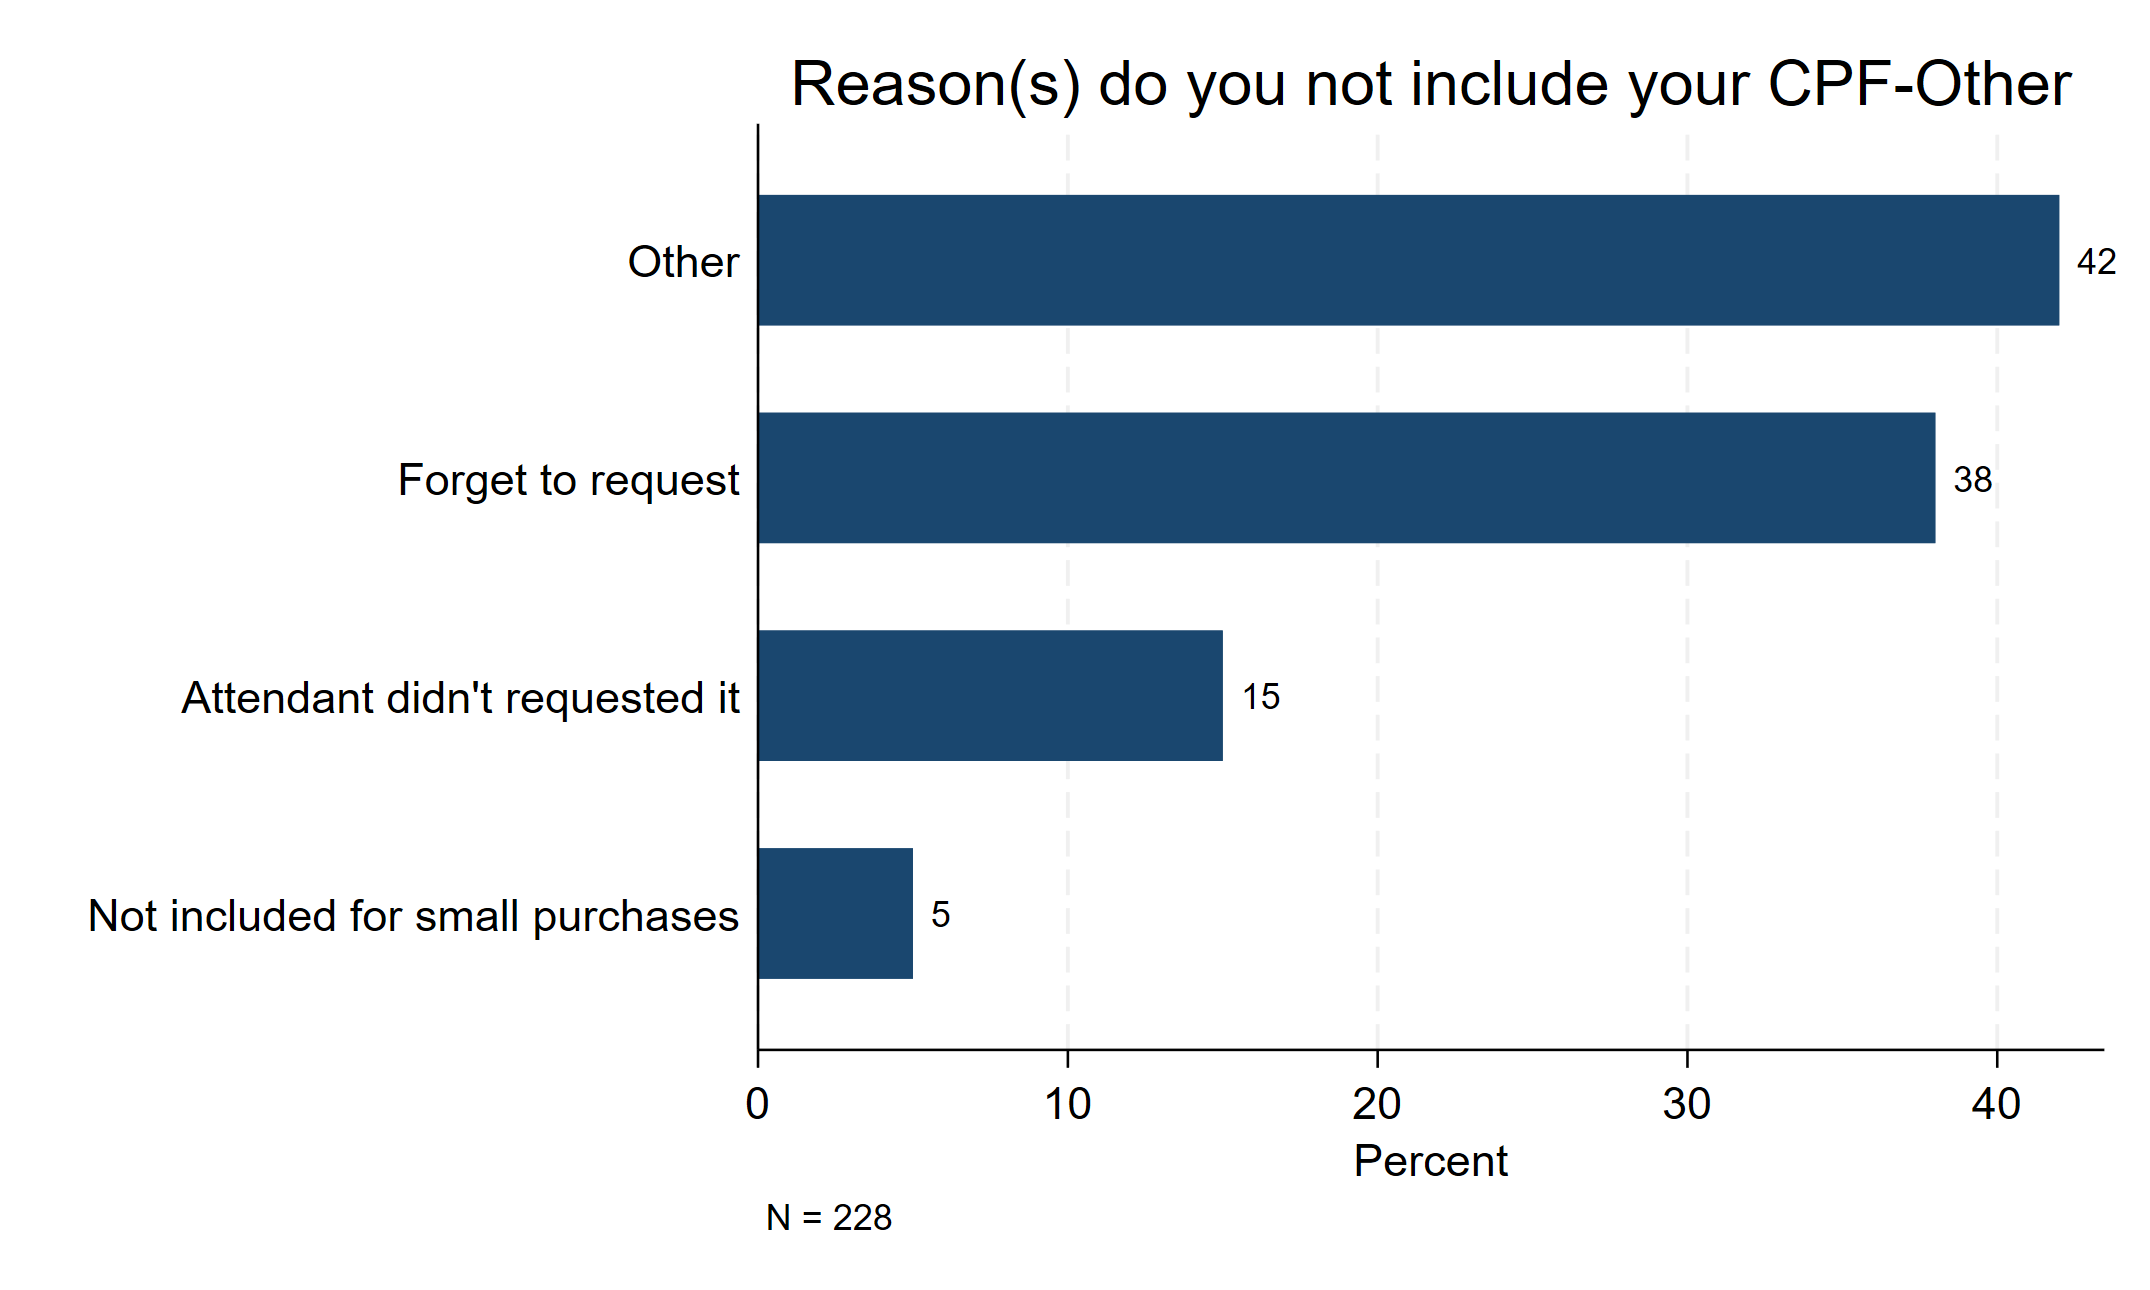 Reason(s) do you not include your CPF-Other
Other
42
Forget to request
38
Attendant didn't requested it
15
Not included for small purchases
5
0 10 20 30 40
Percent
N = 228